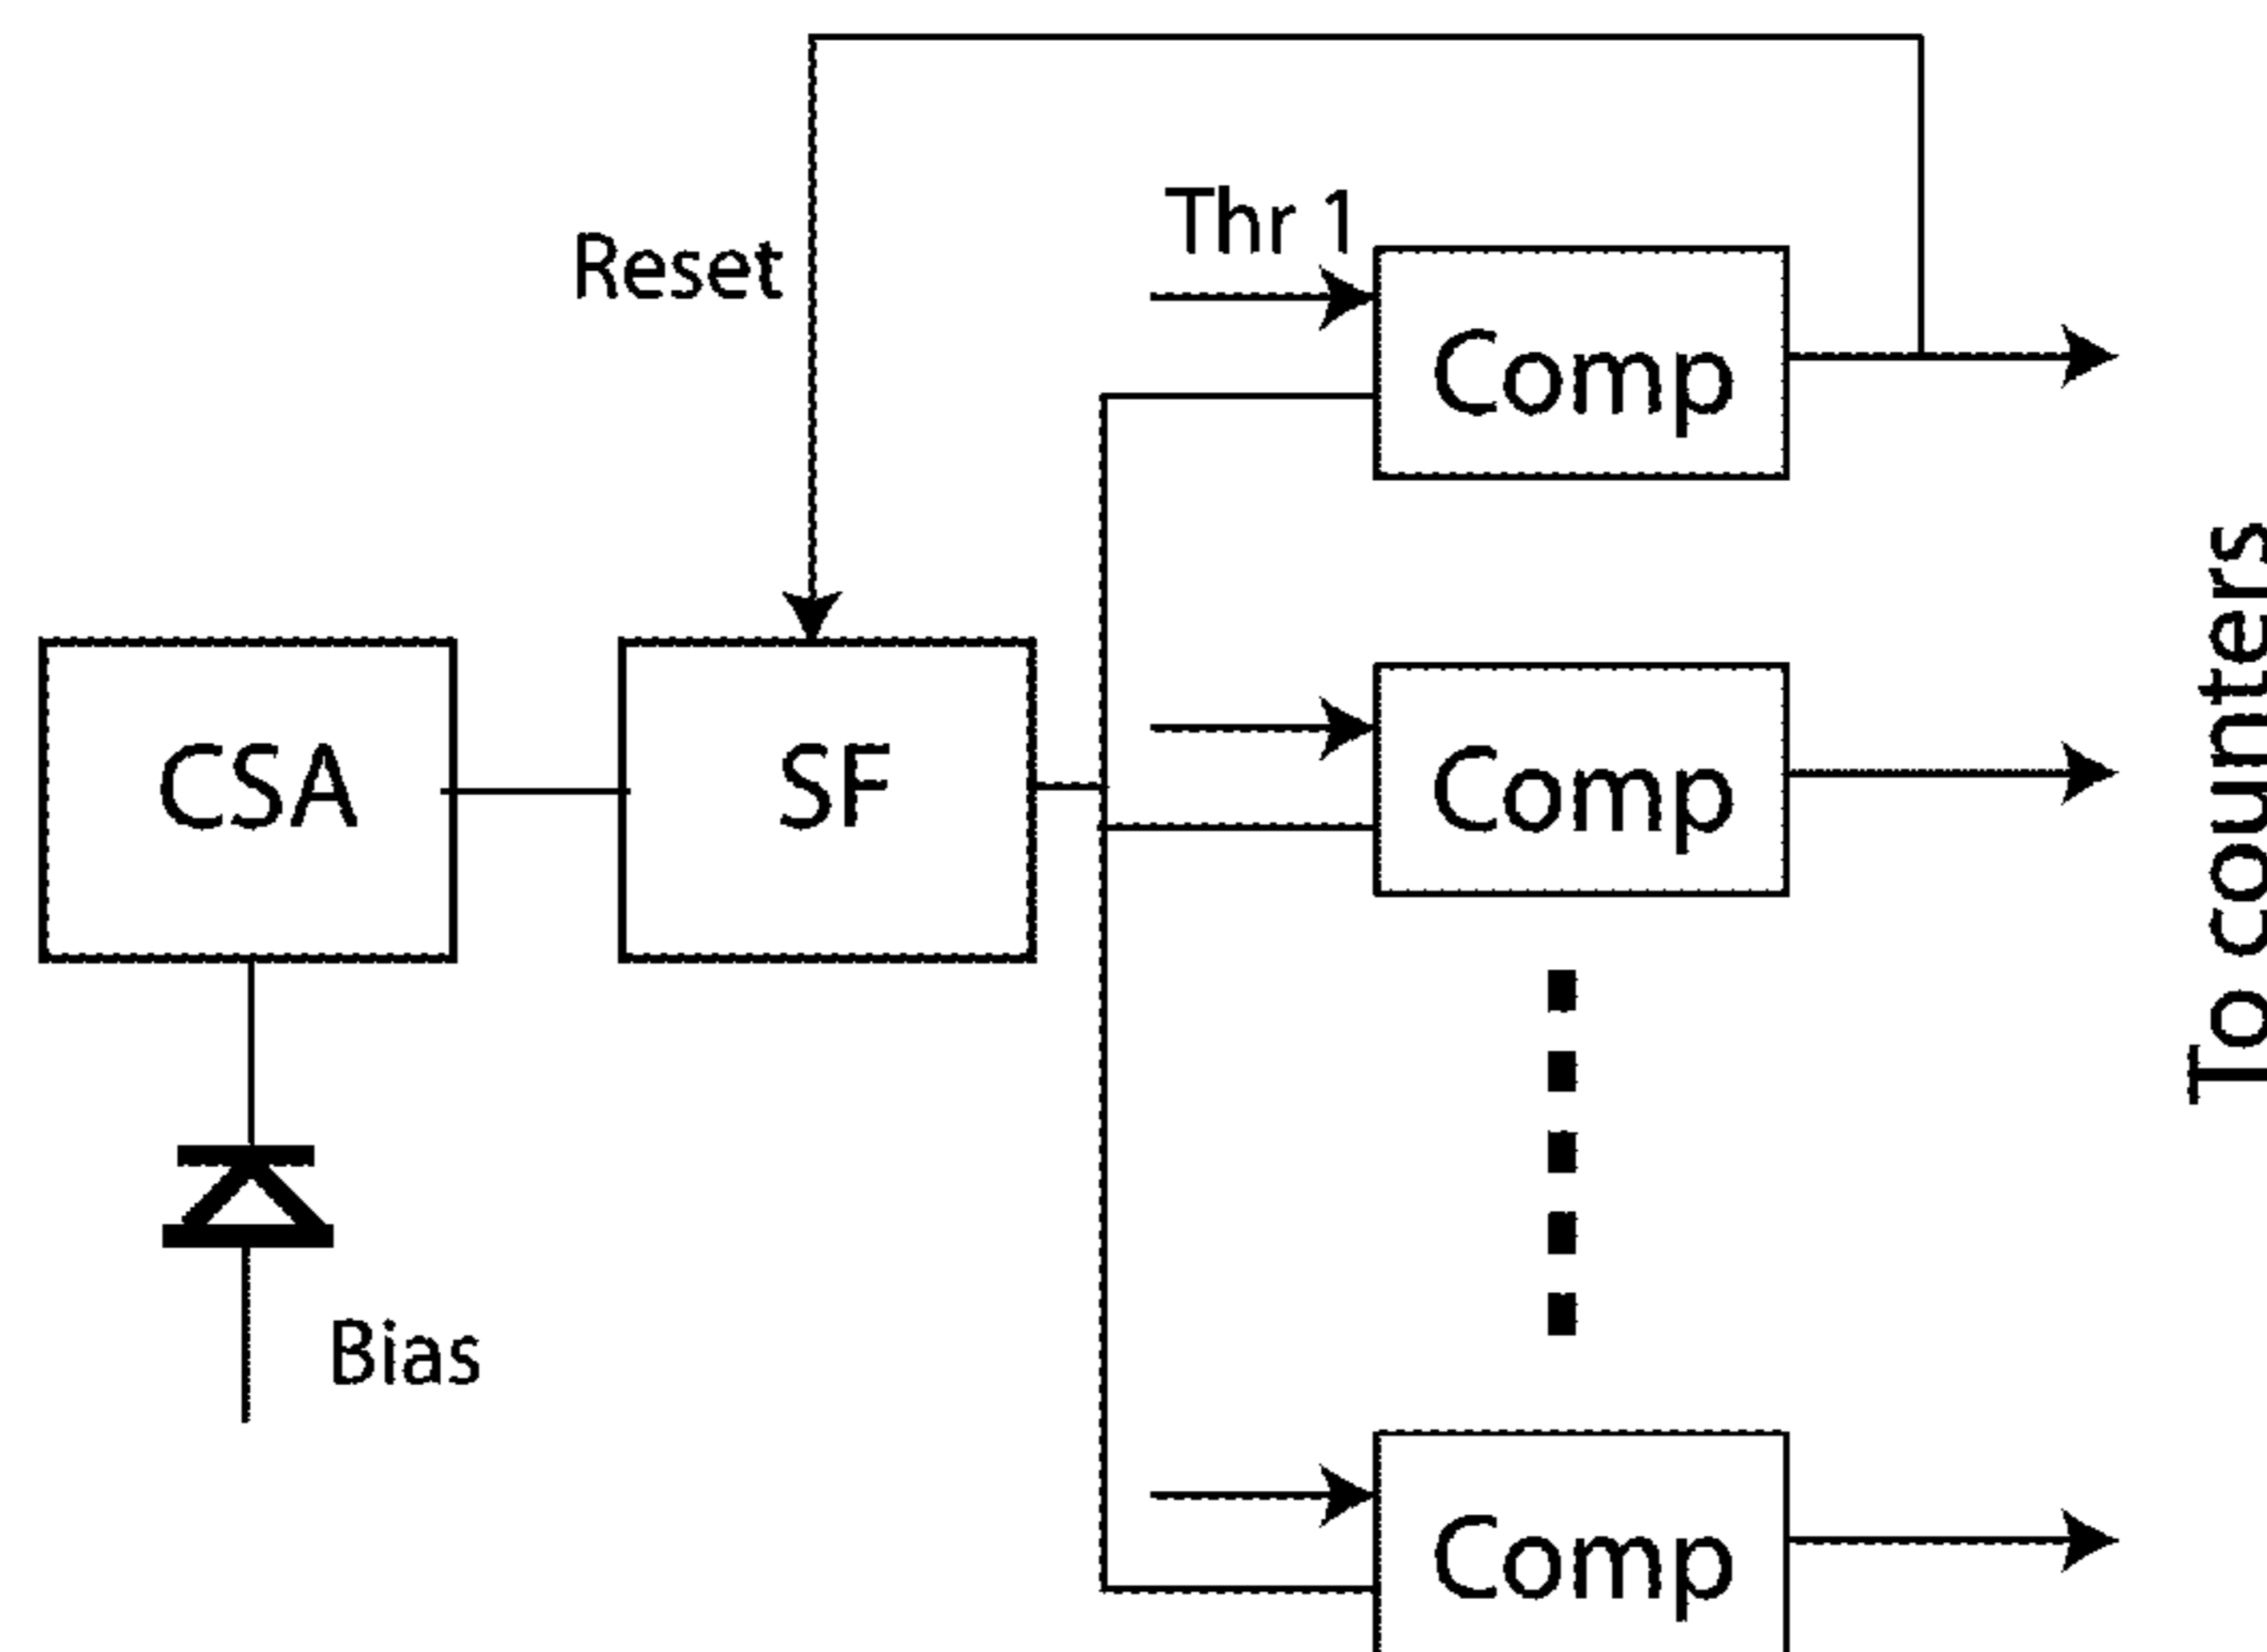 Thr 1
Reset
Comp
CSA
SF
Comp
To counters
Bias
Comp